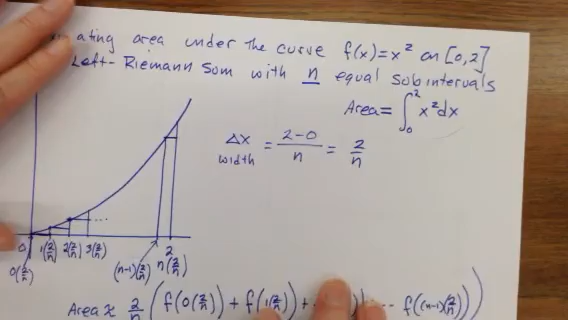 ating area under the curve f(x)=x² on [0,2]
Left-Riemann Sum with n equal subintervals
Area = ∫₀² x²dx
Δx = 2-0/n = 2/n
width
0 1(2/n) 2(2/n) 3(2/n) ... 2
0(2/n) (n-1)(2/n) n(2/n)
Area ≈ 2/n (f(0(2/n)) + f(1(2/n)) + ... f((n-1)(2/n)))